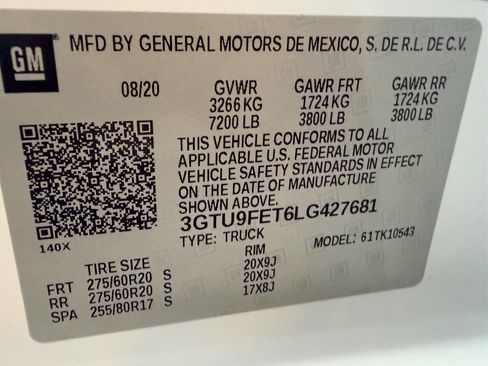 GM
MFD BY GENERAL MOTORS DE MEXICO, S. DE R.L. DE C.V.
08/20 GVWR GAWR FRT GAWR RR
3266 KG 1724 KG 1724 KG
7200 LB 3800 LB 3800 LB
THIS VEHICLE CONFORMS TO ALL
APPLICABLE U.S. FEDERAL MOTOR
VEHICLE SAFETY STANDARDS IN EFFECT
ON THE DATE OF MANUFACTURE
SHOWN ABOVE.
3GTU9FET6LG427681
140X TYPE: TRUCK MODEL: 61TK10543
TIRE SIZE RIM
FRT 275/60R20 S 20X9J
RR 275/60R20 S 20X9J
SPA 255/80R17 S 17X8J